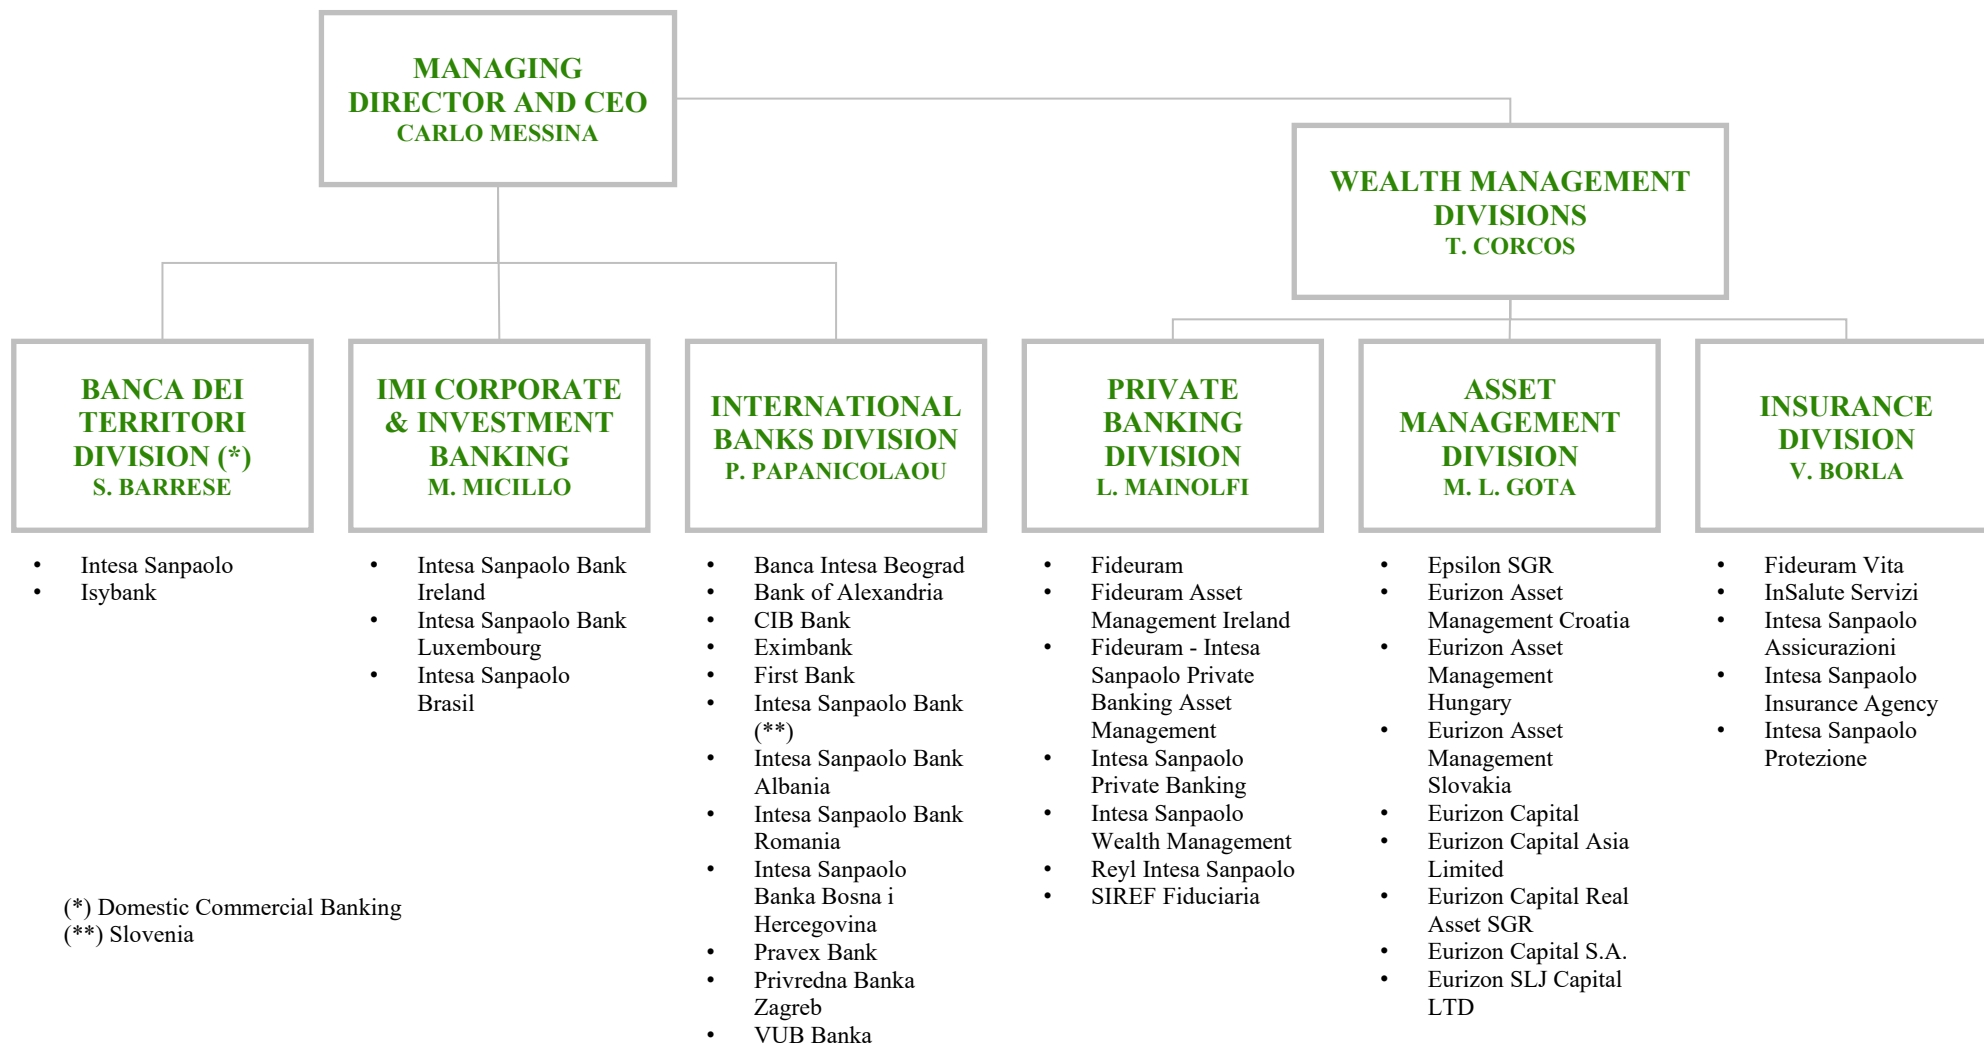 MANAGING
DIRECTOR AND CEO
CARLO MESSINA
WEALTH MANAGEMENT
DIVISIONS
T. CORCOS
BANCA DEI
TERRITORI
DIVISION (*)
S. BARRESE
IMI CORPORATE
& INVESTMENT
BANKING
M. MICILLO
INTERNATIONAL
BANKS DIVISION
P. PAPANICOLAOU
PRIVATE
BANKING
DIVISION
L. MAINOLFI
ASSET
MANAGEMENT
DIVISION
M. L. GOTA
INSURANCE
DIVISION
V. BORLA
• Intesa Sanpaolo
• Isybank
• Intesa Sanpaolo Bank
Ireland
• Intesa Sanpaolo Bank
Luxembourg
• Intesa Sanpaolo
Brasil
• Banca Intesa Beograd
• Bank of Alexandria
• CIB Bank
• Eximbank
• First Bank
• Intesa Sanpaolo Bank
(**)
• Intesa Sanpaolo Bank
Albania
• Intesa Sanpaolo Bank
Romania
• Intesa Sanpaolo
Banka Bosna i
Hercegovina
• Pravex Bank
• Privredna Banka
Zagreb
• VUB Banka
• Fideuram
• Fideuram Asset
Management Ireland
• Fideuram - Intesa
Sanpaolo Private
Banking Asset
Management
• Intesa Sanpaolo
Private Banking
• Intesa Sanpaolo
Wealth Management
• Reyl Intesa Sanpaolo
• SIREF Fiduciaria
• Epsilon SGR
• Eurizon Asset
Management Croatia
• Eurizon Asset
Management
Hungary
• Eurizon Asset
Management
Slovakia
• Eurizon Capital
• Eurizon Capital Asia
Limited
• Eurizon Capital Real
Asset SGR
• Eurizon Capital S.A.
• Eurizon SLJ Capital
LTD
• Fideuram Vita
• InSalute Servizi
• Intesa Sanpaolo
Assicurazioni
• Intesa Sanpaolo
Insurance Agency
• Intesa Sanpaolo
Protezione
(*) Domestic Commercial Banking
(**) Slovenia